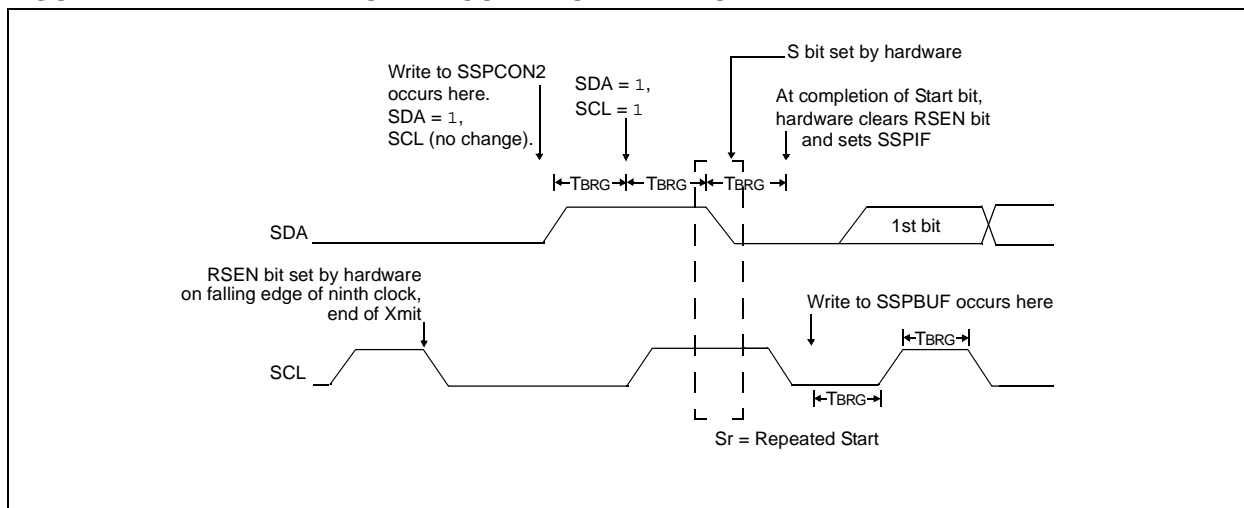 S bit set by hardware
Write to SSPCON2
occurs here.
SDA = 1,
SCL (no change).
SDA = 1,
SCL = 1
At completion of Start bit,
hardware clears RSEN bit
and sets SSPIF
TBRG
TBRG
TBRG
SDA
1st bit
RSEN bit set by hardware
on falling edge of ninth clock,
end of Xmit
Write to SSPBUF occurs here
TBRG
SCL
TBRG
Sr = Repeated Start